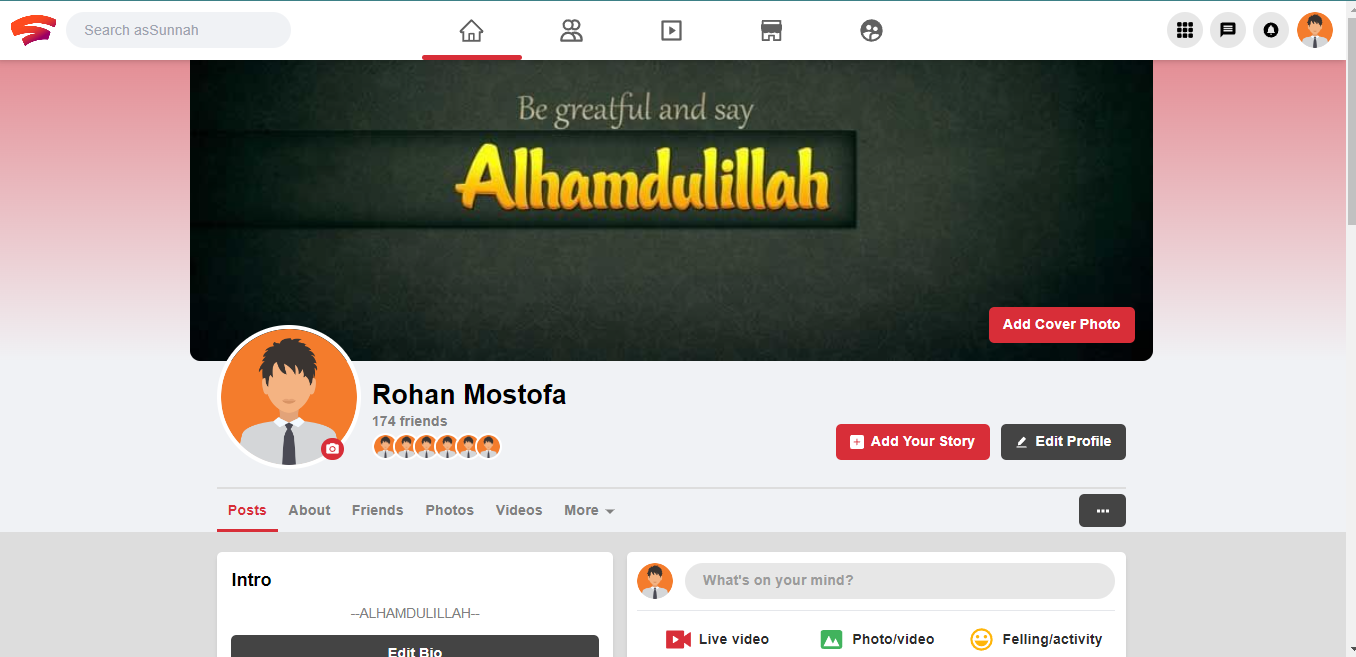 Search asSunnah
Be greatful and say
Alhamdulillah
Add Cover Photo
Rohan Mostofa
174 friends
Add Your Story
Edit Profile
Posts About Friends Photos Videos More
Intro
--ALHAMDULILLAH--
Edit Bio
What's on your mind?
Live video Photo/video Felling/activity